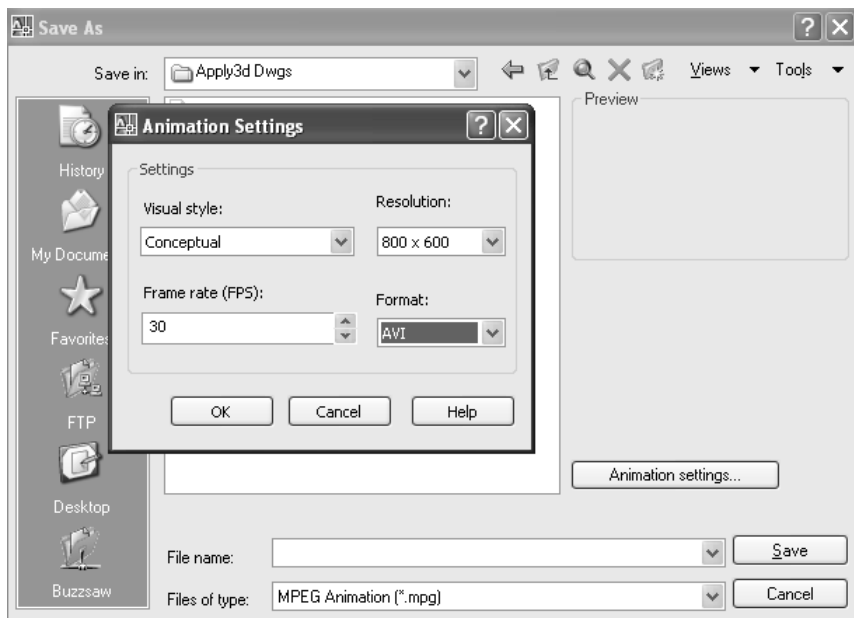 Save As
Save in:
Apply3d Dwgs
Views
Tools
History
My Docume
Favorites
FTP
Desktop
Buzzsaw
Animation Settings
Settings
Visual style:
Conceptual
Resolution:
800 x 600
Frame rate (FPS):
30
Format:
AVI
OK
Cancel
Help
Preview
Animation settings...
File name:
Save
Files of type:
MPEG Animation (*.mpg)
Cancel